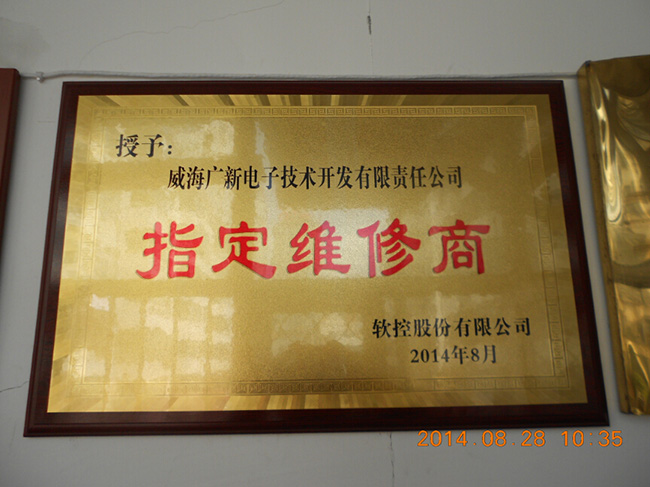 授予：
威海广新电子技术开发有限责任公司
指定维修商
软控股份有限公司
2014年8月
2014.08.28 10:35